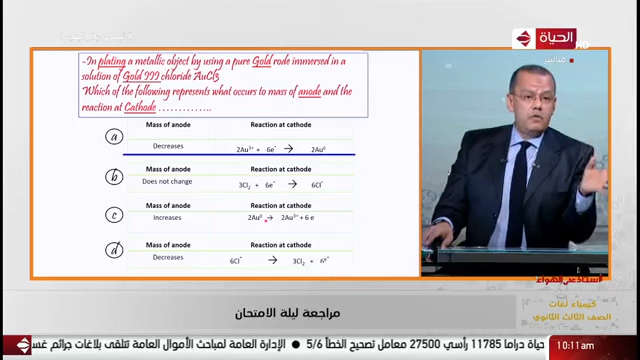 الحياة
HD
مباشر
-In plating a metallic object by using a pure Gold rode immersed in a
solution of Gold III chloride AuCl3
Which of the following represents what occurs to mass of anode and the
reaction at Cathode ………….
a
Mass of anode Reaction at cathode
Decreases 2Au³⁺ + 6e⁻ → 2Au⁰
b
Mass of anode Reaction at cathode
Does not change 3Cl₂ + 6e⁻ → 6Cl⁻
c
Mass of anode Reaction at cathode
Increases 2Au⁰ → 2Au³⁺ + 6 e
d
Mass of anode Reaction at cathode
Decreases 6Cl⁻ → 3Cl₂ + 6e⁻
#أستاذ_على_الهواء
كيمياء لغات
الصف الثالث الثانوي
مراجعة ليلة الامتحان
حياة دراما 11785 رأسي 27500 معامل تصحيح الخطأ 5/6
الإدارة العامة لمباحث الأموال العامة تتلقى بلاغات جرائم غس
10:11am